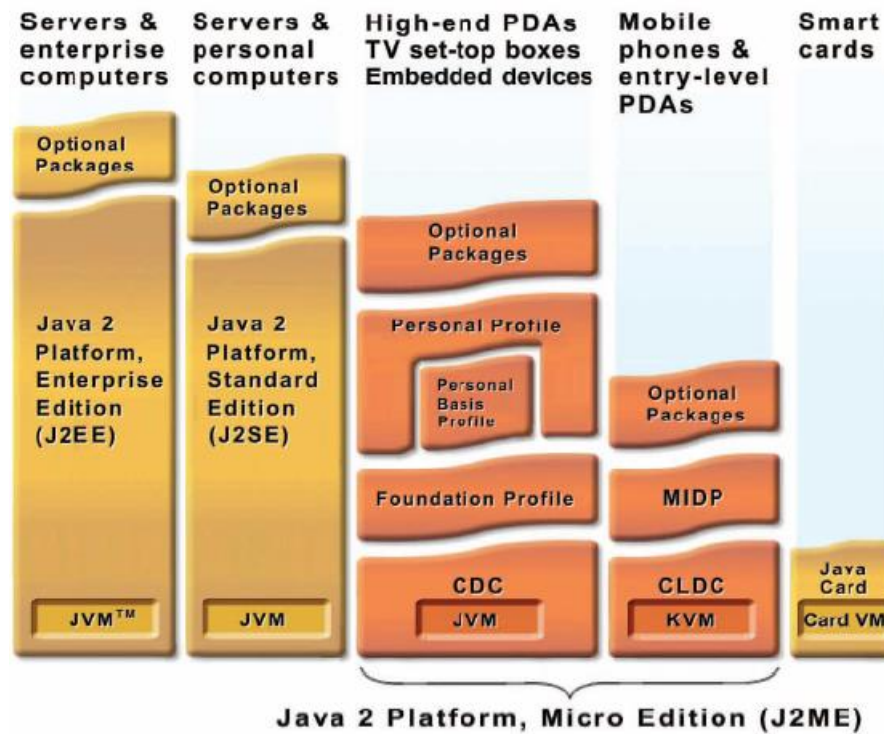 Servers &
enterprise
computers
Servers &
personal
computers
High-end PDAs
TV set-top boxes
Embedded devices
Mobile
phones &
entry-level
PDAs
Smart
cards
Optional
Packages
Java 2
Platform,
Enterprise
Edition
(J2EE)
JVM™
Optional
Packages
Java 2
Platform,
Standard
Edition
(J2SE)
JVM
Optional
Packages
Personal Profile
Personal
Basis
Profile
Foundation Profile
CDC
JVM
Optional
Packages
MIDP
CLDC
KVM
Java
Card
Card VM
Java 2 Platform, Micro Edition (J2ME)